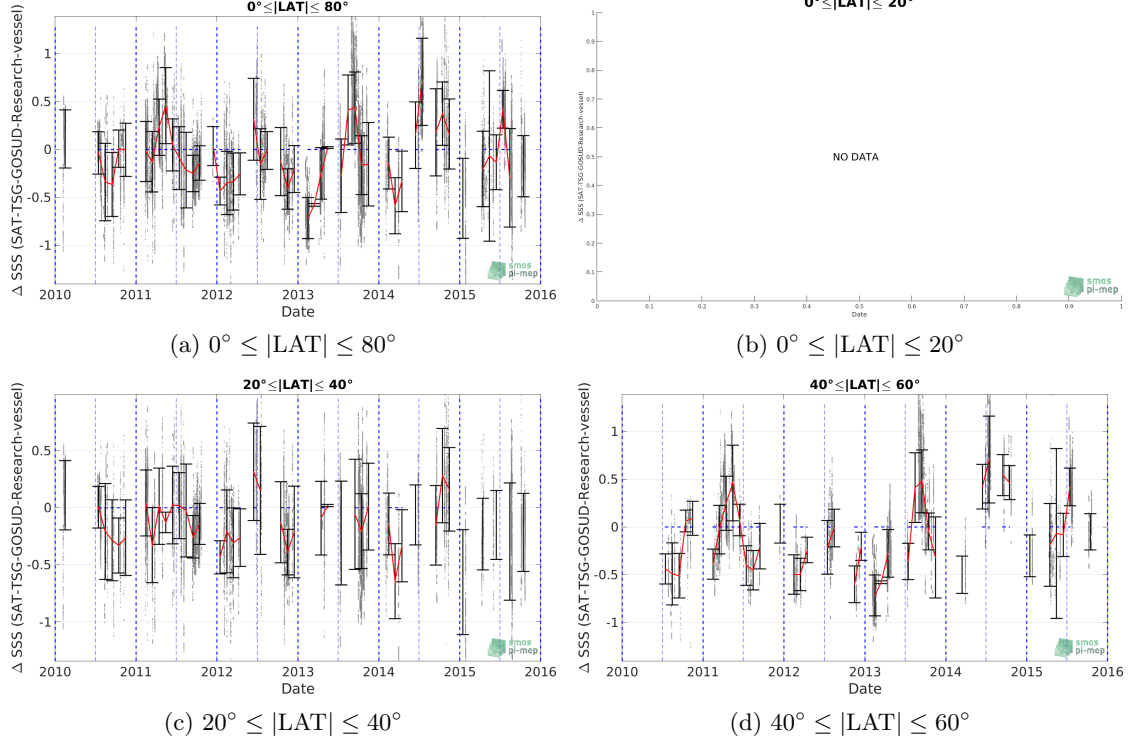 0°≤|LAT|≤ 80°
Δ SSS (SAT-TSG-GOSUD-Research-vessel)
1
0.5
0
-0.5
-1
2010 2011 2012 2013 2014 2015 2016
Date
smos
pi-mep
(a) 0° ≤ |LAT| ≤ 80°
0°≤|LAT|≤ 20°
Δ SSS (SAT-TSG-GOSUD-Research-vessel)
1
0.9
0.8
0.7
0.6
0.5
0.4
0.3
0.2
0.1
0
NO DATA
0 0.1 0.2 0.3 0.4 0.5 0.6 0.7 0.8 0.9 1
Date
smos
pi-mep
(b) 0° ≤ |LAT| ≤ 20°
20°≤|LAT|≤ 40°
Δ SSS (SAT-TSG-GOSUD-Research-vessel)
0.5
0
-0.5
-1
2010 2011 2012 2013 2014 2015 2016
Date
smos
pi-mep
(c) 20° ≤ |LAT| ≤ 40°
40°≤|LAT|≤ 60°
Δ SSS (SAT-TSG-GOSUD-Research-vessel)
1
0.5
0
-0.5
-1
2010 2011 2012 2013 2014 2015 2016
Date
smos
pi-mep
(d) 40° ≤ |LAT| ≤ 60°